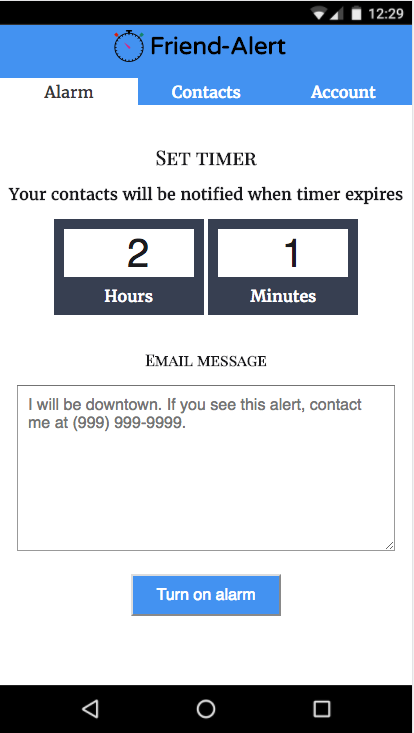 12:29
Friend-Alert
Alarm Contacts Account
Set timer
Your contacts will be notified when timer expires
2 1
Hours Minutes
Email message
I will be downtown. If you see this alert, contact
me at (999) 999-9999.
Turn on alarm